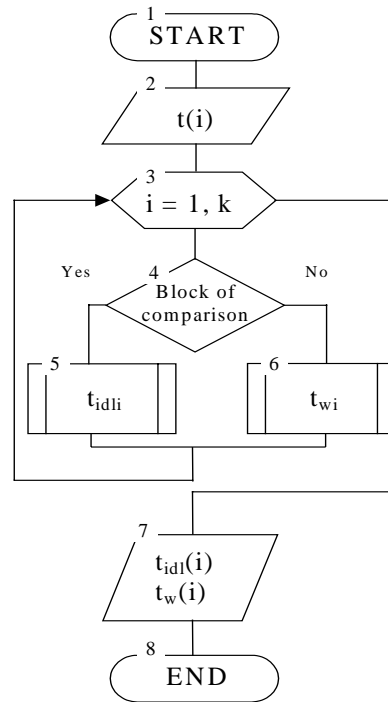 1
START
2
t(i)
3
i = 1, k
Yes
4
No
Block of
comparison
5
t_idli
6
t_wi
7
t_idl(i)
t_w(i)
8
END